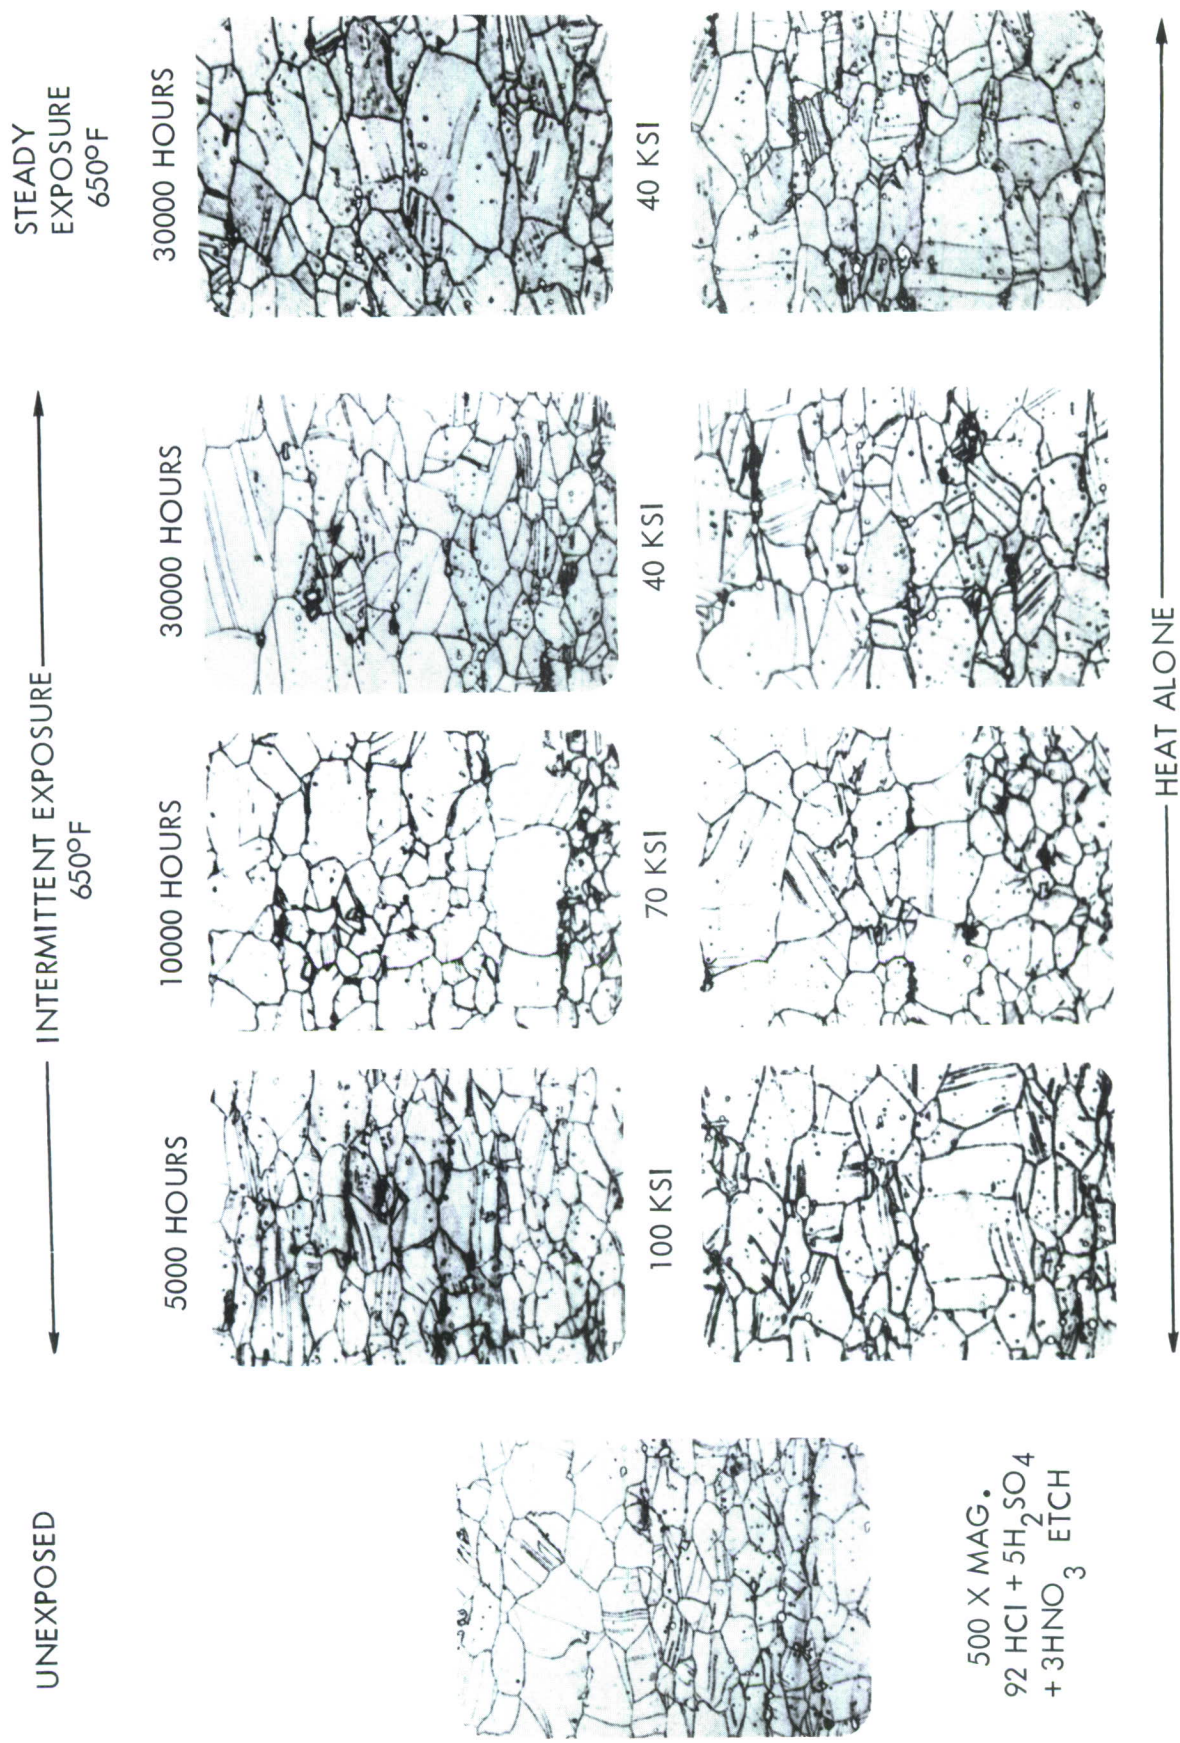 UNEXPOSED
INTERMITTENT EXPOSURE
650°F
STEADY
EXPOSURE
650°F
5000 HOURS
10000 HOURS
30000 HOURS
30000 HOURS
100 KSI
70 KSI
40 KSI
40 KSI
500 X MAG.
92 HCl + 5H2SO4
+ 3HNO3 ETCH
HEAT ALONE